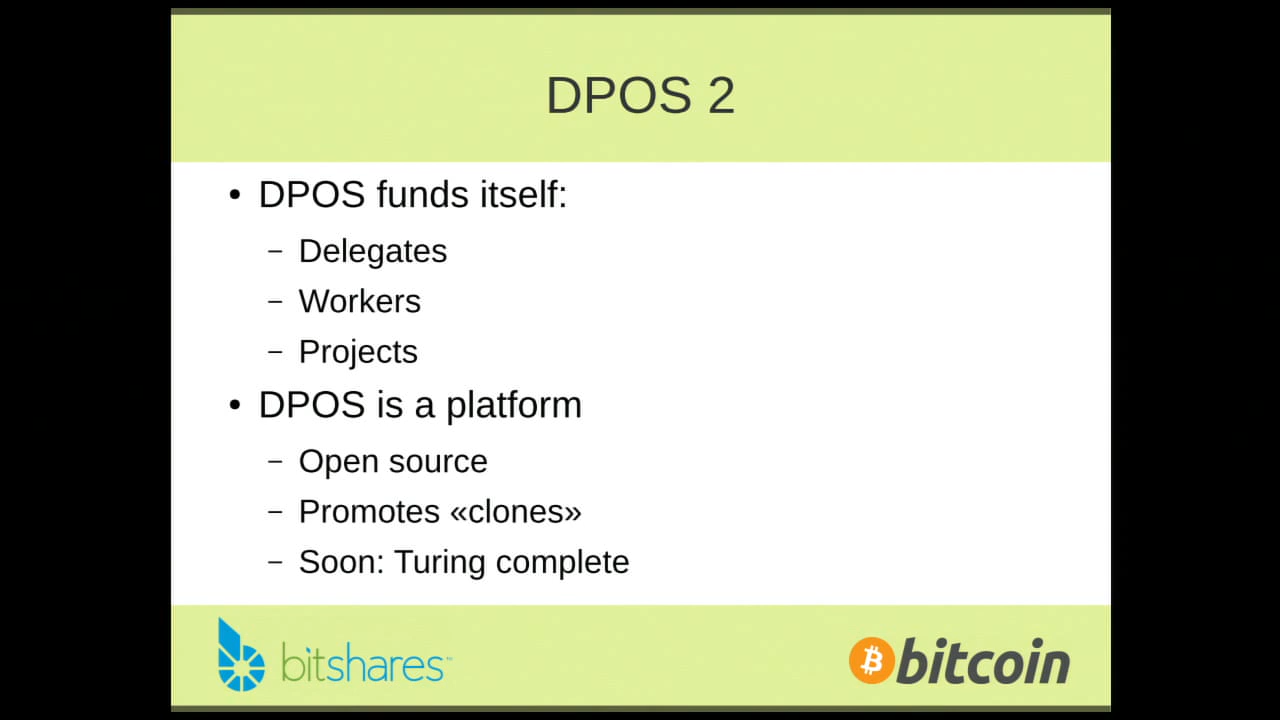 DPOS 2
• DPOS funds itself:
– Delegates
– Workers
– Projects
• DPOS is a platform
– Open source
– Promotes «clones»
– Soon: Turing complete
bitshares™
bitcoin